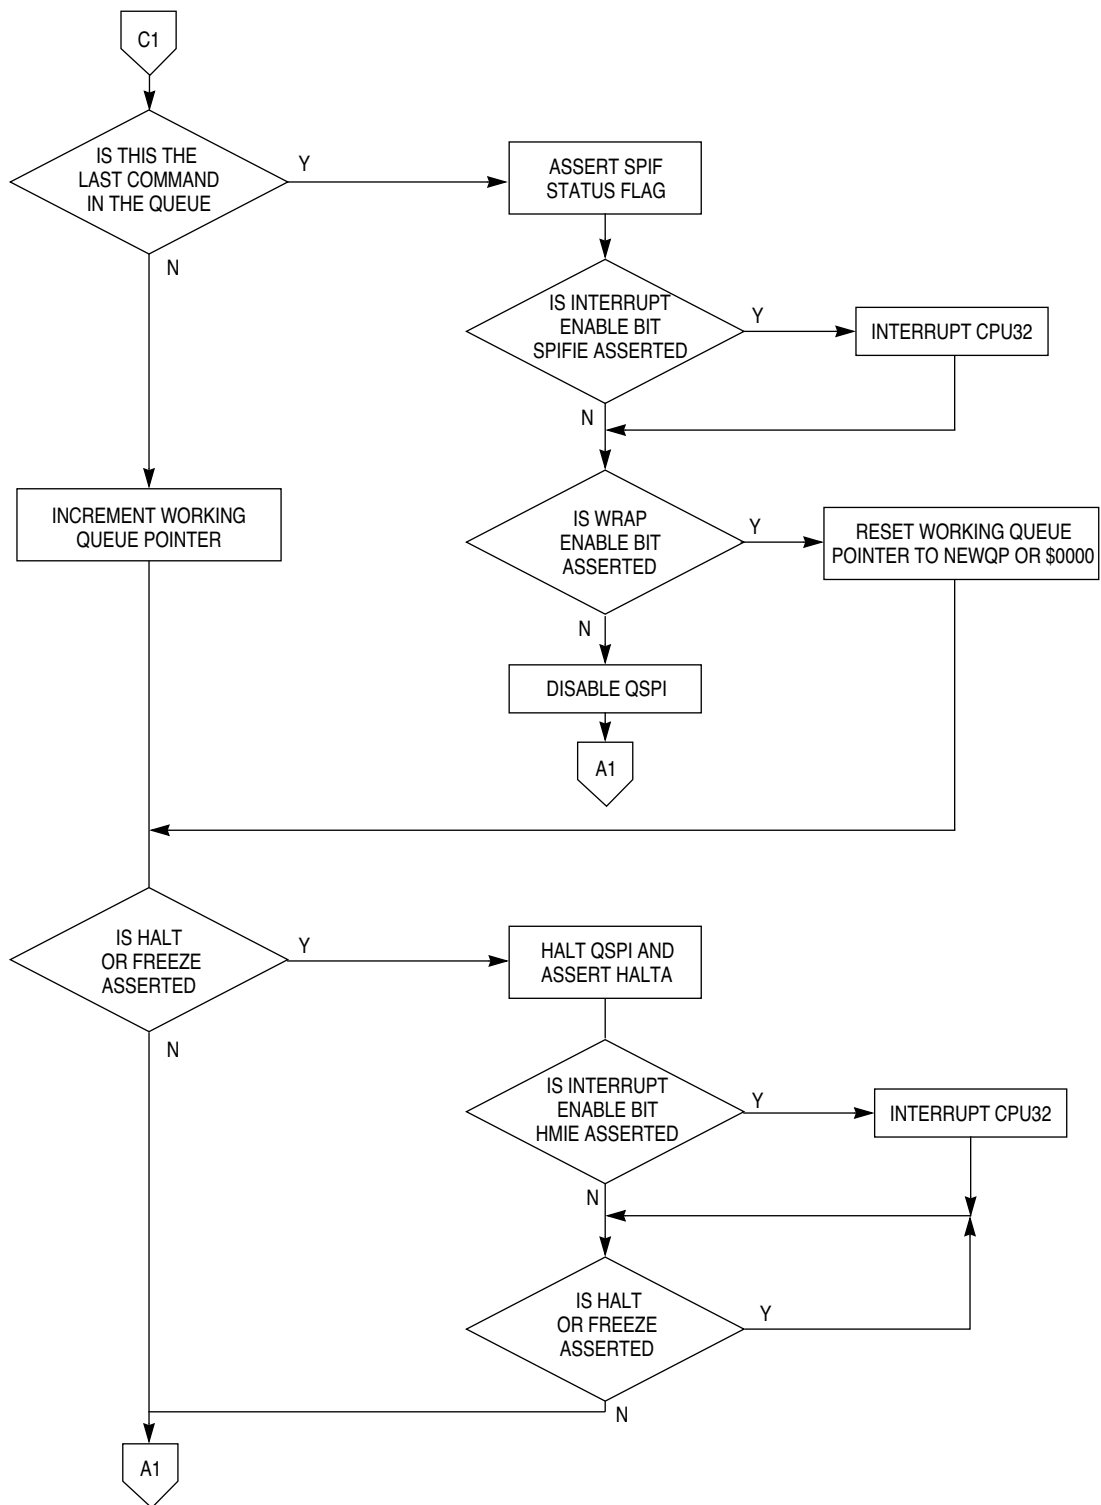 C1
IS THIS THE
LAST COMMAND
IN THE QUEUE
Y
N
ASSERT SPIF
STATUS FLAG
IS INTERRUPT
ENABLE BIT
SPIFIE ASSERTED
Y
N
INTERRUPT CPU32
INCREMENT WORKING
QUEUE POINTER
IS WRAP
ENABLE BIT
ASSERTED
Y
N
RESET WORKING QUEUE
POINTER TO NEWQP OR $0000
DISABLE QSPI
A1
IS HALT
OR FREEZE
ASSERTED
Y
N
HALT QSPI AND
ASSERT HALTA
IS INTERRUPT
ENABLE BIT
HMIE ASSERTED
Y
N
INTERRUPT CPU32
IS HALT
OR FREEZE
ASSERTED
Y
N
A1